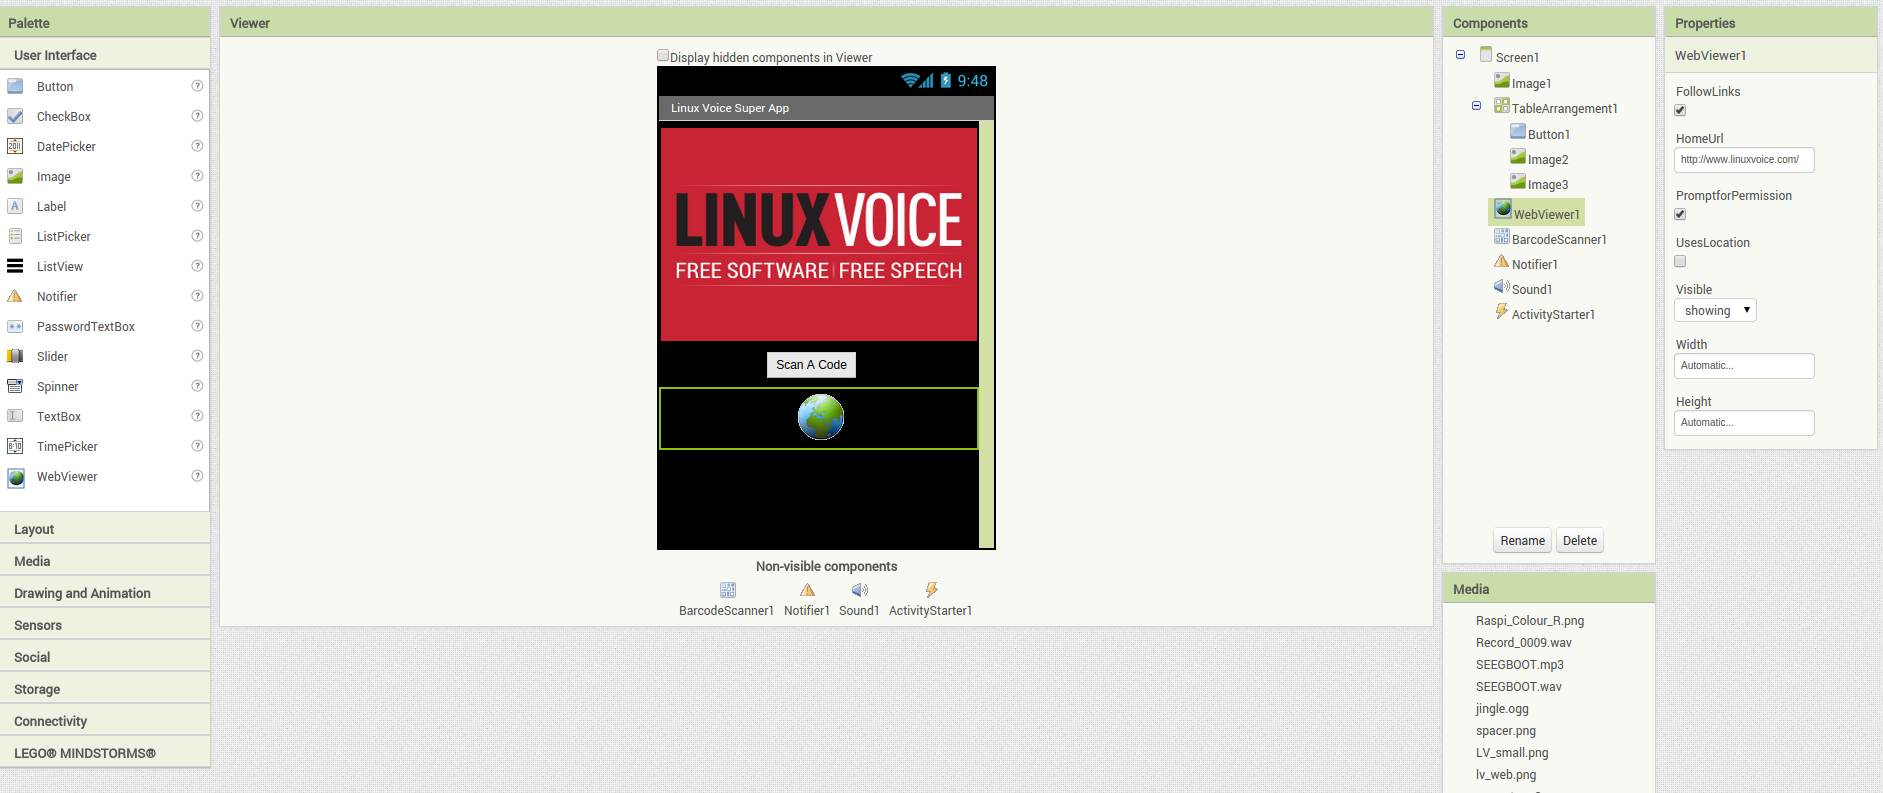 Palette
User Interface
Button
CheckBox
DatePicker
Image
Label
ListPicker
ListView
Notifier
PasswordTextBox
Slider
Spinner
TextBox
TimePicker
WebViewer
Layout
Media
Drawing and Animation
Sensors
Social
Storage
Connectivity
LEGO® MINDSTORMS®
Viewer
Display hidden components in Viewer
9:48
Linux Voice Super App
LINUXVOICE
FREE SOFTWARE | FREE SPEECH
Scan A Code
Non-visible components
BarcodeScanner1 Notifier1 Sound1 ActivityStarter1
Components
Screen1
Image1
TableArrangement1
Button1
Image2
Image3
WebViewer1
BarcodeScanner1
Notifier1
Sound1
ActivityStarter1
Rename Delete
Media
Raspi_Colour_R.png
Record_0009.wav
SEEGBOOT.mp3
SEEGBOOT.wav
jingle.ogg
spacer.png
LV_small.png
lv_web.png
Properties
WebViewer1
FollowLinks
HomeUrl
http://www.linuxvoice.com/
PromptforPermission
UsesLocation
Visible
showing
Width
Automatic...
Height
Automatic...